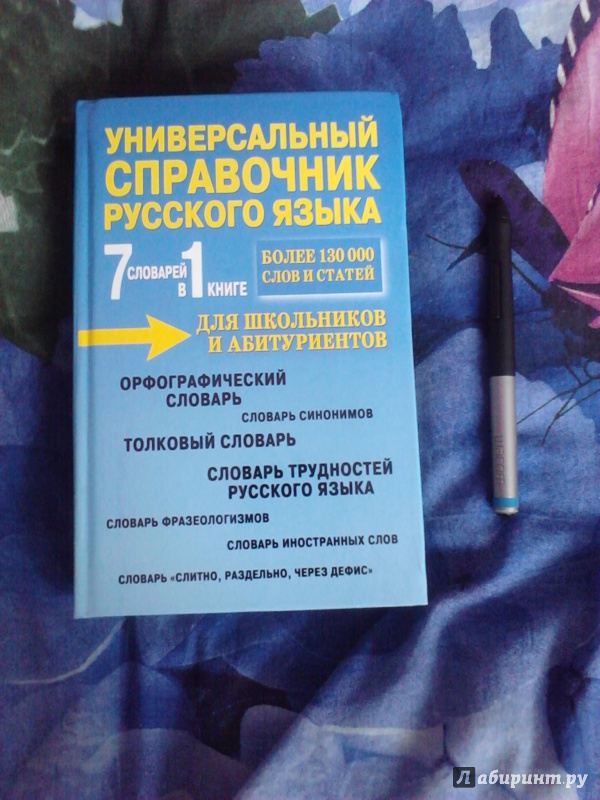 УНИВЕРСАЛЬНЫЙ
СПРАВОЧНИК
РУССКОГО ЯЗЫКА
7 СЛОВАРЕЙ В 1 КНИГЕ
БОЛЕЕ 130 000
СЛОВ И СТАТЕЙ
ДЛЯ ШКОЛЬНИКОВ
И АБИТУРИЕНТОВ
ОРФОГРАФИЧЕСКИЙ
СЛОВАРЬ
СЛОВАРЬ СИНОНИМОВ
ТОЛКОВЫЙ СЛОВАРЬ
СЛОВАРЬ ТРУДНОСТЕЙ
РУССКОГО ЯЗЫКА
СЛОВАРЬ ФРАЗЕОЛОГИЗМОВ
СЛОВАРЬ ИНОСТРАННЫХ СЛОВ
СЛОВАРЬ «СЛИТНО, РАЗДЕЛЬНО, ЧЕРЕЗ ДЕФИС»
wacom
Лабиринт.ру